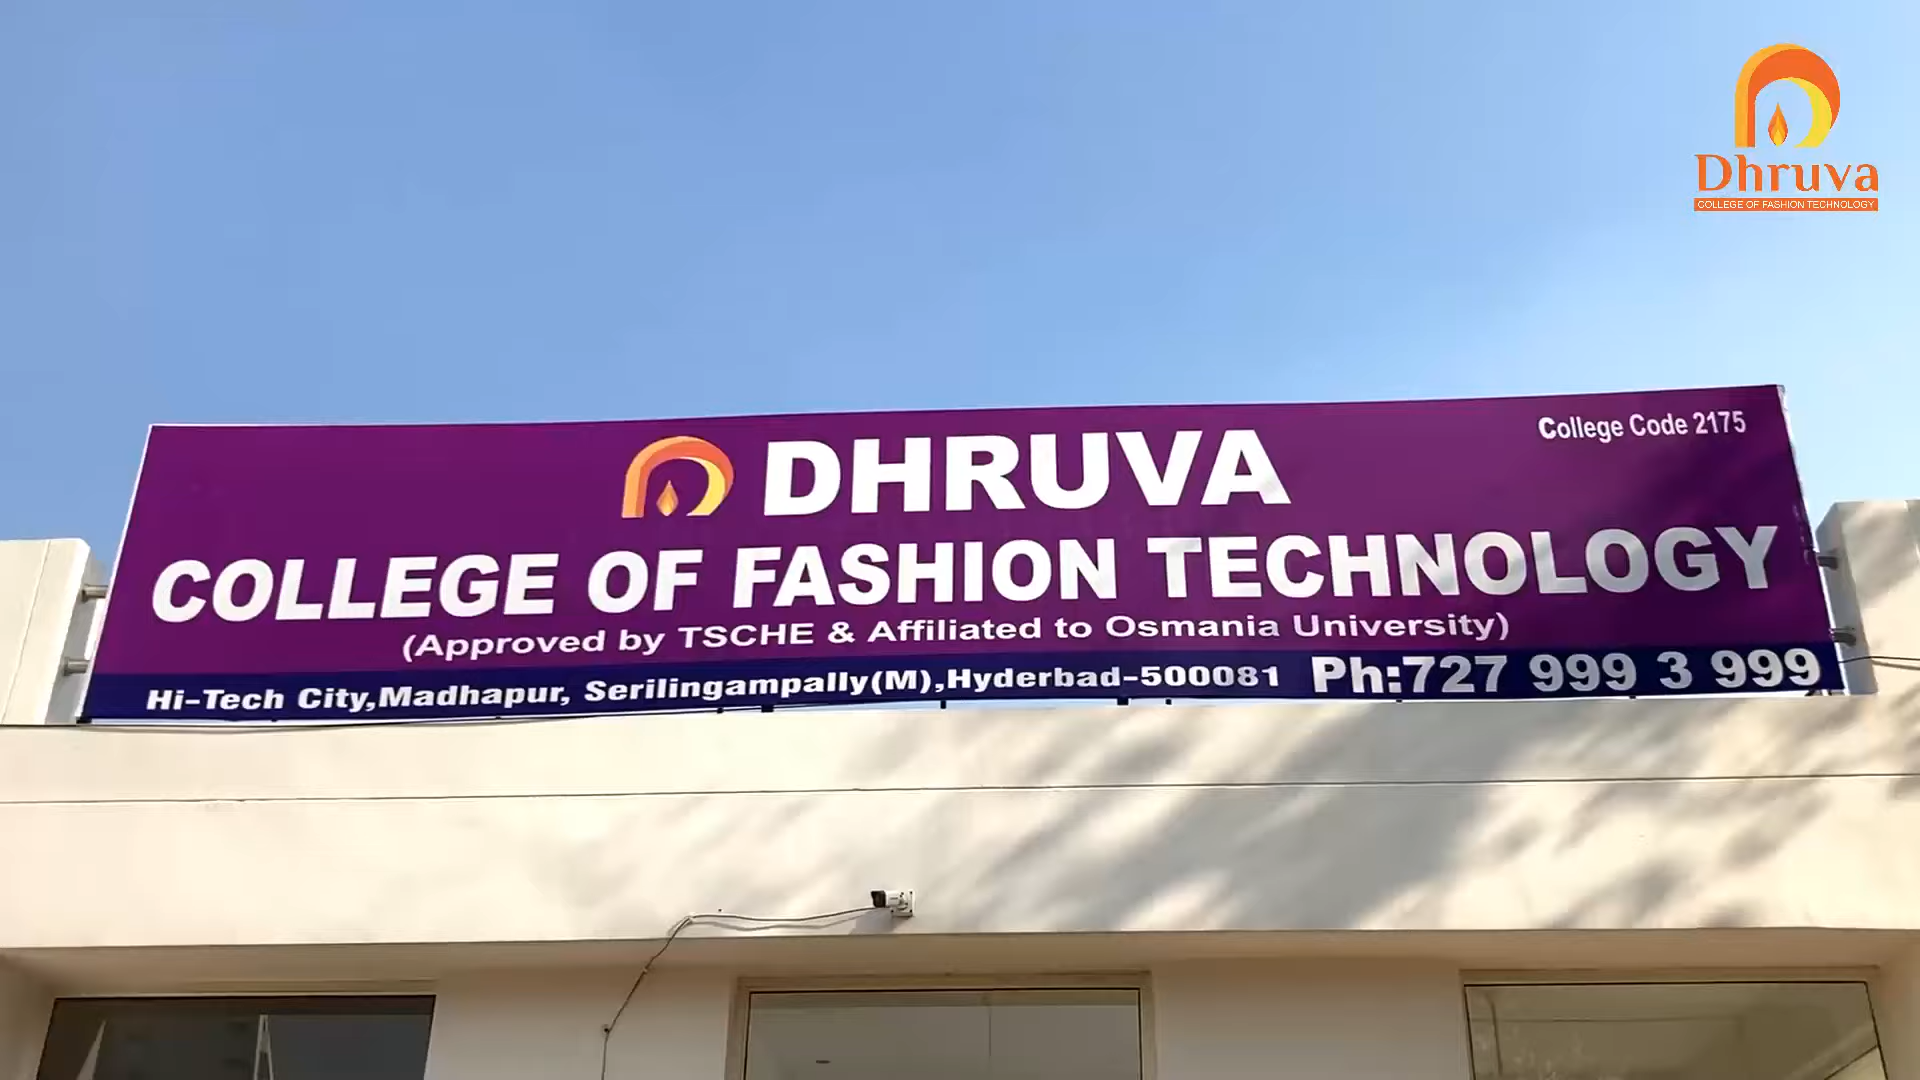 Dhruva
COLLEGE OF FASHION TECHNOLOGY
College Code 2175
DHRUVA
COLLEGE OF FASHION TECHNOLOGY
(Approved by TSCHE & Affiliated to Osmania University)
Hi-Tech City,Madhapur, Serilingampally(M),Hyderbad-500081 Ph:727 999 3 999